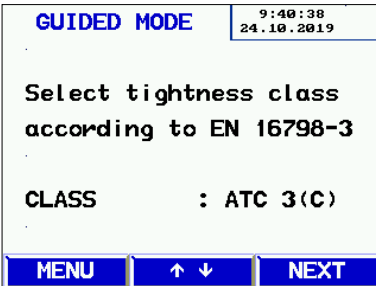 GUIDED MODE
9:40:38
24.10.2019
Select tightness class
according to EN 16798-3
CLASS : ATC 3(C)
MENU ↑ ↓ NEXT